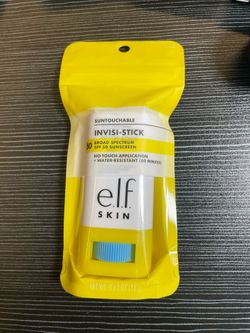 SUNTOUCHABLE
INVISI-STICK
BROAD SPECTRUM
SPF 50 SUNSCREEN
NO TOUCH APPLICATION
+ WATER-RESISTANT (80 MINUTES)
e.l.f.
SKIN